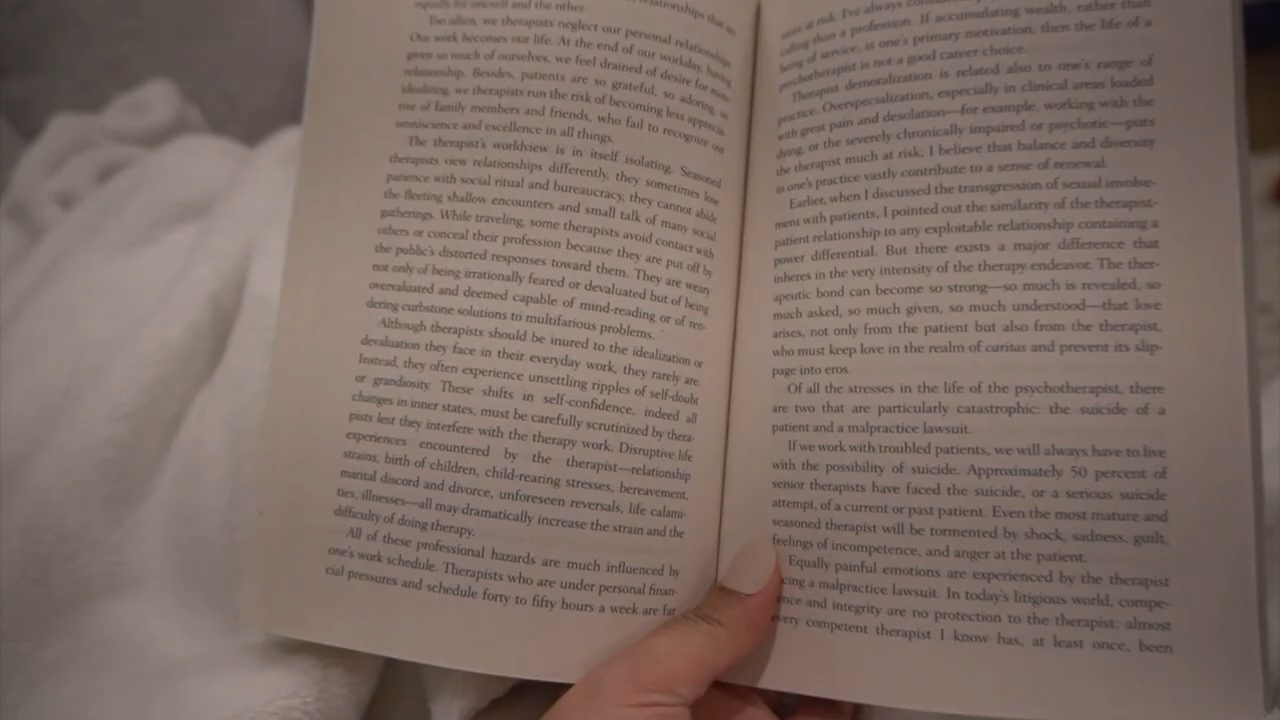 equally for oneself and the other.
Too often, we therapists neglect our personal relationships.
Our work becomes our life. At the end of our workday, having
given so much of ourselves, we feel drained of desire for more
relationship. Besides, patients are so grateful, so adoring, so
idealizing, we therapists run the risk of becoming less apprecia-
tive of family members and friends, who fail to recognize our
omniscience and excellence in all things.
The therapist's worldview is in itself isolating. Seasoned
therapists view relationships differently, they sometimes lose
patience with social ritual and bureaucracy, they cannot abide
the fleeting shallow encounters and small talk of many social
gatherings. While traveling, some therapists avoid contact with
others or conceal their profession because they are put off by
the public's distorted responses toward them. They are weary
not only of being irrationally feared or devaluated but of being
overvaluated and deemed capable of mind-reading or of ren-
dering curbstone solutions to multifarious problems.
Although therapists should be inured to the idealization or
devaluation they face in their everyday work, they rarely are.
Instead, they often experience unsettling ripples of self-doubt
or grandiosity. These shifts in self-confidence, indeed all
changes in inner states, must be carefully scrutinized by thera-
pists lest they interfere with the therapy work. Disruptive life
experiences encountered by the therapist—relationship
strains, birth of children, child-rearing stresses, bereavement,
marital discord and divorce, unforeseen reversals, life calami-
ties, illnesses—all may dramatically increase the strain and the
difficulty of doing therapy.
All of these professional hazards are much influenced by
one's work schedule. Therapists who are under personal finan-
cial pressures and schedule forty to fifty hours a week are far
more at risk. I've always
calling than a profession. If accumulating wealth, rather than
being of service, is one's primary motivation, then the life of a
psychotherapist is not a good career choice.
Therapist demoralization is related also to one's range of
practice. Overspecialization, especially in clinical areas loaded
with great pain and desolation—for example, working with the
dying, or the severely chronically impaired or psychotic—puts
the therapist much at risk; I believe that balance and diversity
in one's practice vastly contribute to a sense of renewal.
Earlier, when I discussed the transgression of sexual involve-
ment with patients, I pointed out the similarity of the therapist-
patient relationship to any exploitable relationship containing a
power differential. But there exists a major difference that
inheres in the very intensity of the therapy endeavor. The ther-
apeutic bond can become so strong—so much is revealed, so
much asked, so much given, so much understood—that love
arises, not only from the patient but also from the therapist,
who must keep love in the realm of caritas and prevent its slip-
page into eros.
Of all the stresses in the life of the psychotherapist, there
are two that are particularly catastrophic: the suicide of a
patient and a malpractice lawsuit.
If we work with troubled patients, we will always have to live
with the possibility of suicide. Approximately 50 percent of
senior therapists have faced the suicide, or a serious suicide
attempt, of a current or past patient. Even the most mature and
seasoned therapist will be tormented by shock, sadness, guilt,
feelings of incompetence, and anger at the patient.
Equally painful emotions are experienced by the therapist
cing a malpractice lawsuit. In today's litigious world, compe-
ence and integrity are no protection to the therapist: almost
every competent therapist I know has, at least once, been